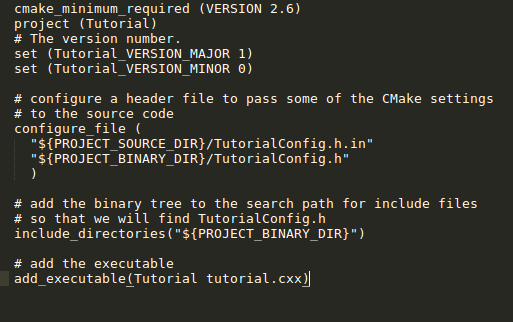 cmake_minimum_required (VERSION 2.6)
project (Tutorial)
# The version number.
set (Tutorial_VERSION_MAJOR 1)
set (Tutorial_VERSION_MINOR 0)

# configure a header file to pass some of the CMake settings
# to the source code
configure_file (
  "${PROJECT_SOURCE_DIR}/TutorialConfig.h.in"
  "${PROJECT_BINARY_DIR}/TutorialConfig.h"
  )

# add the binary tree to the search path for include files
# so that we will find TutorialConfig.h
include_directories("${PROJECT_BINARY_DIR}")

# add the executable
add_executable(Tutorial tutorial.cxx)